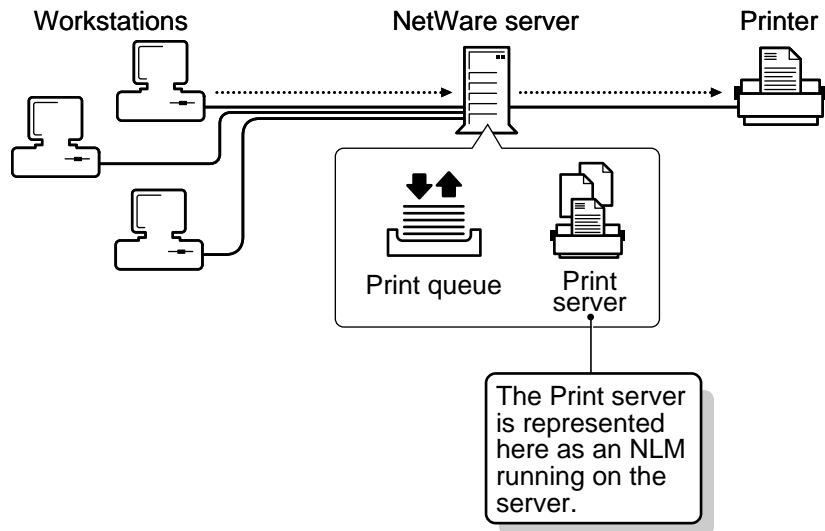 Workstations
NetWare server
Printer
Print queue
Print
server
The Print server
is represented
here as an NLM
running on the
server.